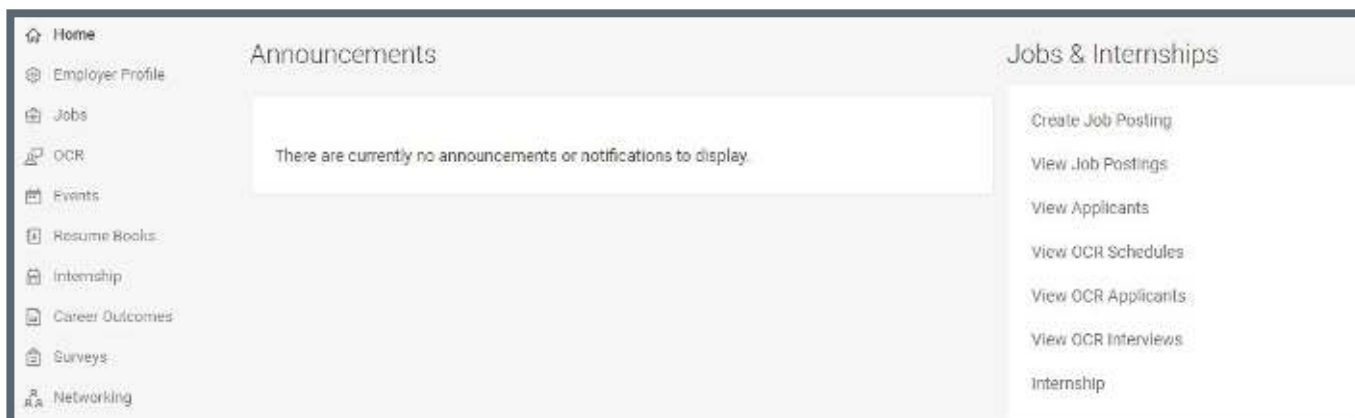 Home
Employer Profile
Jobs
OCR
Events
Resume Books
Internship
Career Outcomes
Surveys
Networking
Announcements
There are currently no announcements or notifications to display.
Jobs & Internships
Create Job Posting
View Job Postings
View Applicants
View OCR Schedules
View OCR Applicants
View OCR Interviews
Internship